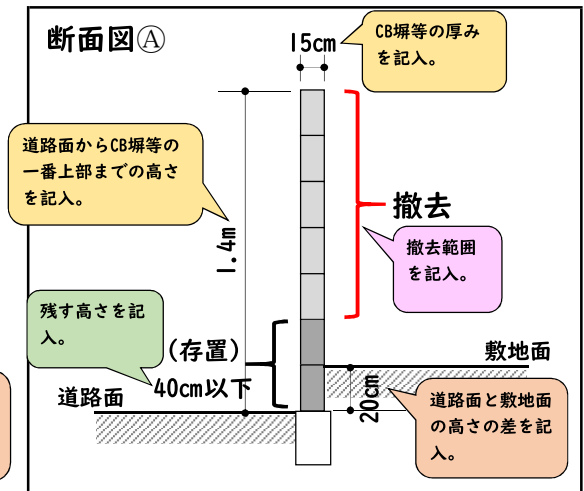 断面図Ⓐ
15cm
CB塀等の厚み
を記入。
道路面からCB塀等の
一番上部までの高さ
を記入。
1.4m
撤去
撤去範囲
を記入。
残す高さを記
入。
(存置)
40cm以下
敷地面
道路面
20cm
道路面と敷地面
の高さの差を記
入。